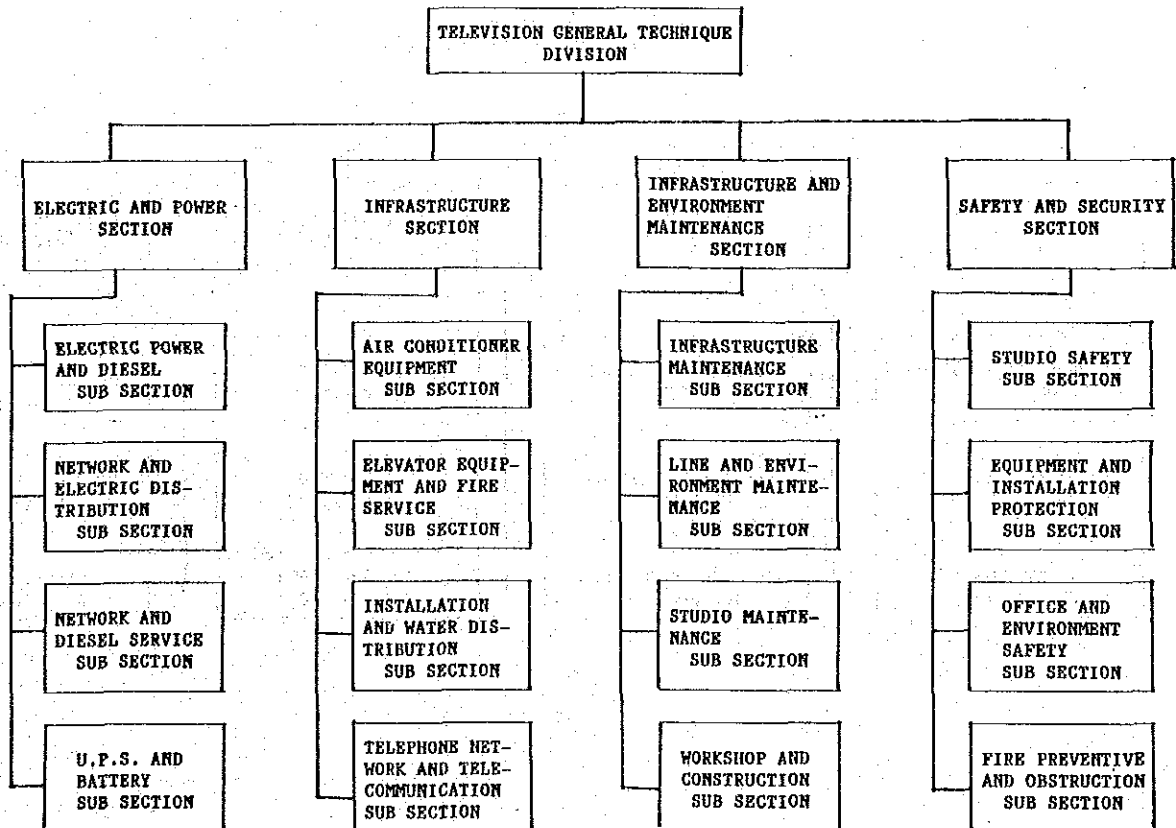 TELEVISION GENERAL TECHNIQUE
DIVISION
ELECTRIC AND POWER
SECTION
INFRASTRUCTURE
SECTION
INFRASTRUCTURE AND
ENVIRONMENT
MAINTENANCE
SECTION
SAFETY AND SECURITY
SECTION
ELECTRIC POWER
AND DIESEL
SUB SECTION
NETWORK AND
ELECTRIC DIS-
TRIBUTION
SUB SECTION
NETWORK AND
DIESEL SERVICE
SUB SECTION
U.P.S. AND
BATTERY
SUB SECTION
AIR CONDITIONER
EQUIPMENT
SUB SECTION
ELEVATOR EQUIP-
MENT AND FIRE
SERVICE
SUB SECTION
INSTALLATION
AND WATER DIS-
TRIBUTION
SUB SECTION
TELEPHONE NET-
WORK AND TELE-
COMMUNICATION
SUB SECTION
INFRASTRUCTURE
MAINTENANCE
SUB SECTION
LINE AND ENVI-
RONMENT MAINTE-
NANCE
SUB SECTION
STUDIO MAINTE-
NANCE
SUB SECTION
WORKSHOP AND
CONSTRUCTION
SUB SECTION
STUDIO SAFETY
SUB SECTION
EQUIPMENT AND
INSTALLATION
PROTECTION
SUB SECTION
OFFICE AND
ENVIRONMENT
SAFETY
SUB SECTION
FIRE PREVENTIVE
AND OBSTRUCTION
SUB SECTION